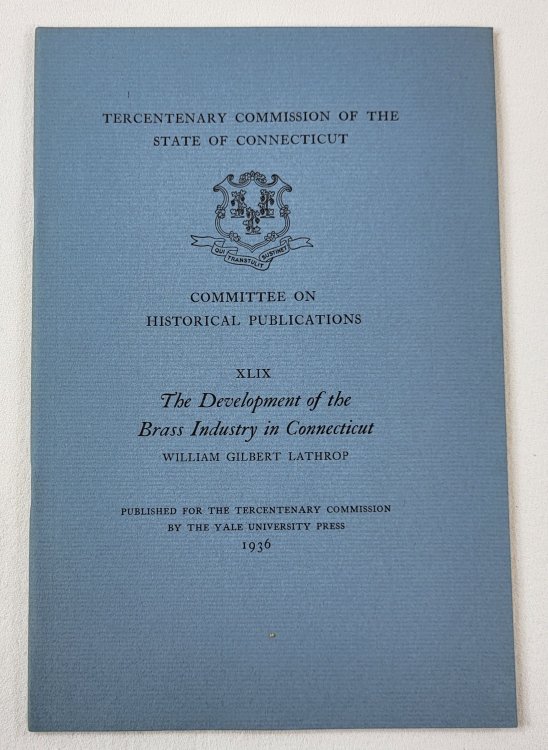 TERCENTENARY COMMISSION OF THE
STATE OF CONNECTICUT
QUI TRANSTULIT SUSTINET
COMMITTEE ON
HISTORICAL PUBLICATIONS
XLIX
The Development of the
Brass Industry in Connecticut
WILLIAM GILBERT LATHROP
PUBLISHED FOR THE TERCENTENARY COMMISSION
BY THE YALE UNIVERSITY PRESS
1936